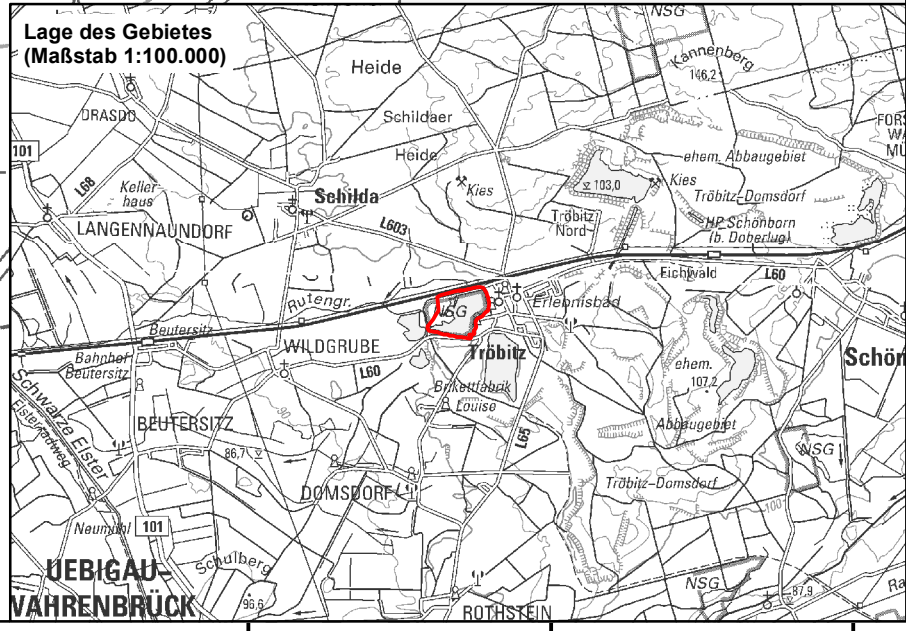 Lage des Gebietes
(Maßstab 1:100.000)
NSG
Kannenberg
146,2
Heide
DRASDO
Schildaer
Heide
101
L68
Keller-
haus
Kies
ehem. Abbaugebiet
103,0
Kies
Schilda
Tröbitz-Domsdorf
LANGENNAUNDORF
L603
Tröbitz
Nord
HP Schönborn
(b. Doberlug)
Eichwald
L60
Rutengr.
NSG
Erlebnisbad
Beutersitz
WILDGRUBE
Tröbitz
Schön
Bahnhof
Beutersitz
L60
ehem.
107,2
Brikettfabrik
Louise
Abbaugebiet
Schwarze Elster
Elsterradweg
90
BEUTERSITZ
L65
86,7
NSG
DOMSDORF
Tröbitz-Domsdorf
100
Neumühl
101
UEBIGAU-
WAHRENBRÜCK
Schulberg
96,6
NSG
87,9
ROTHSTEIN